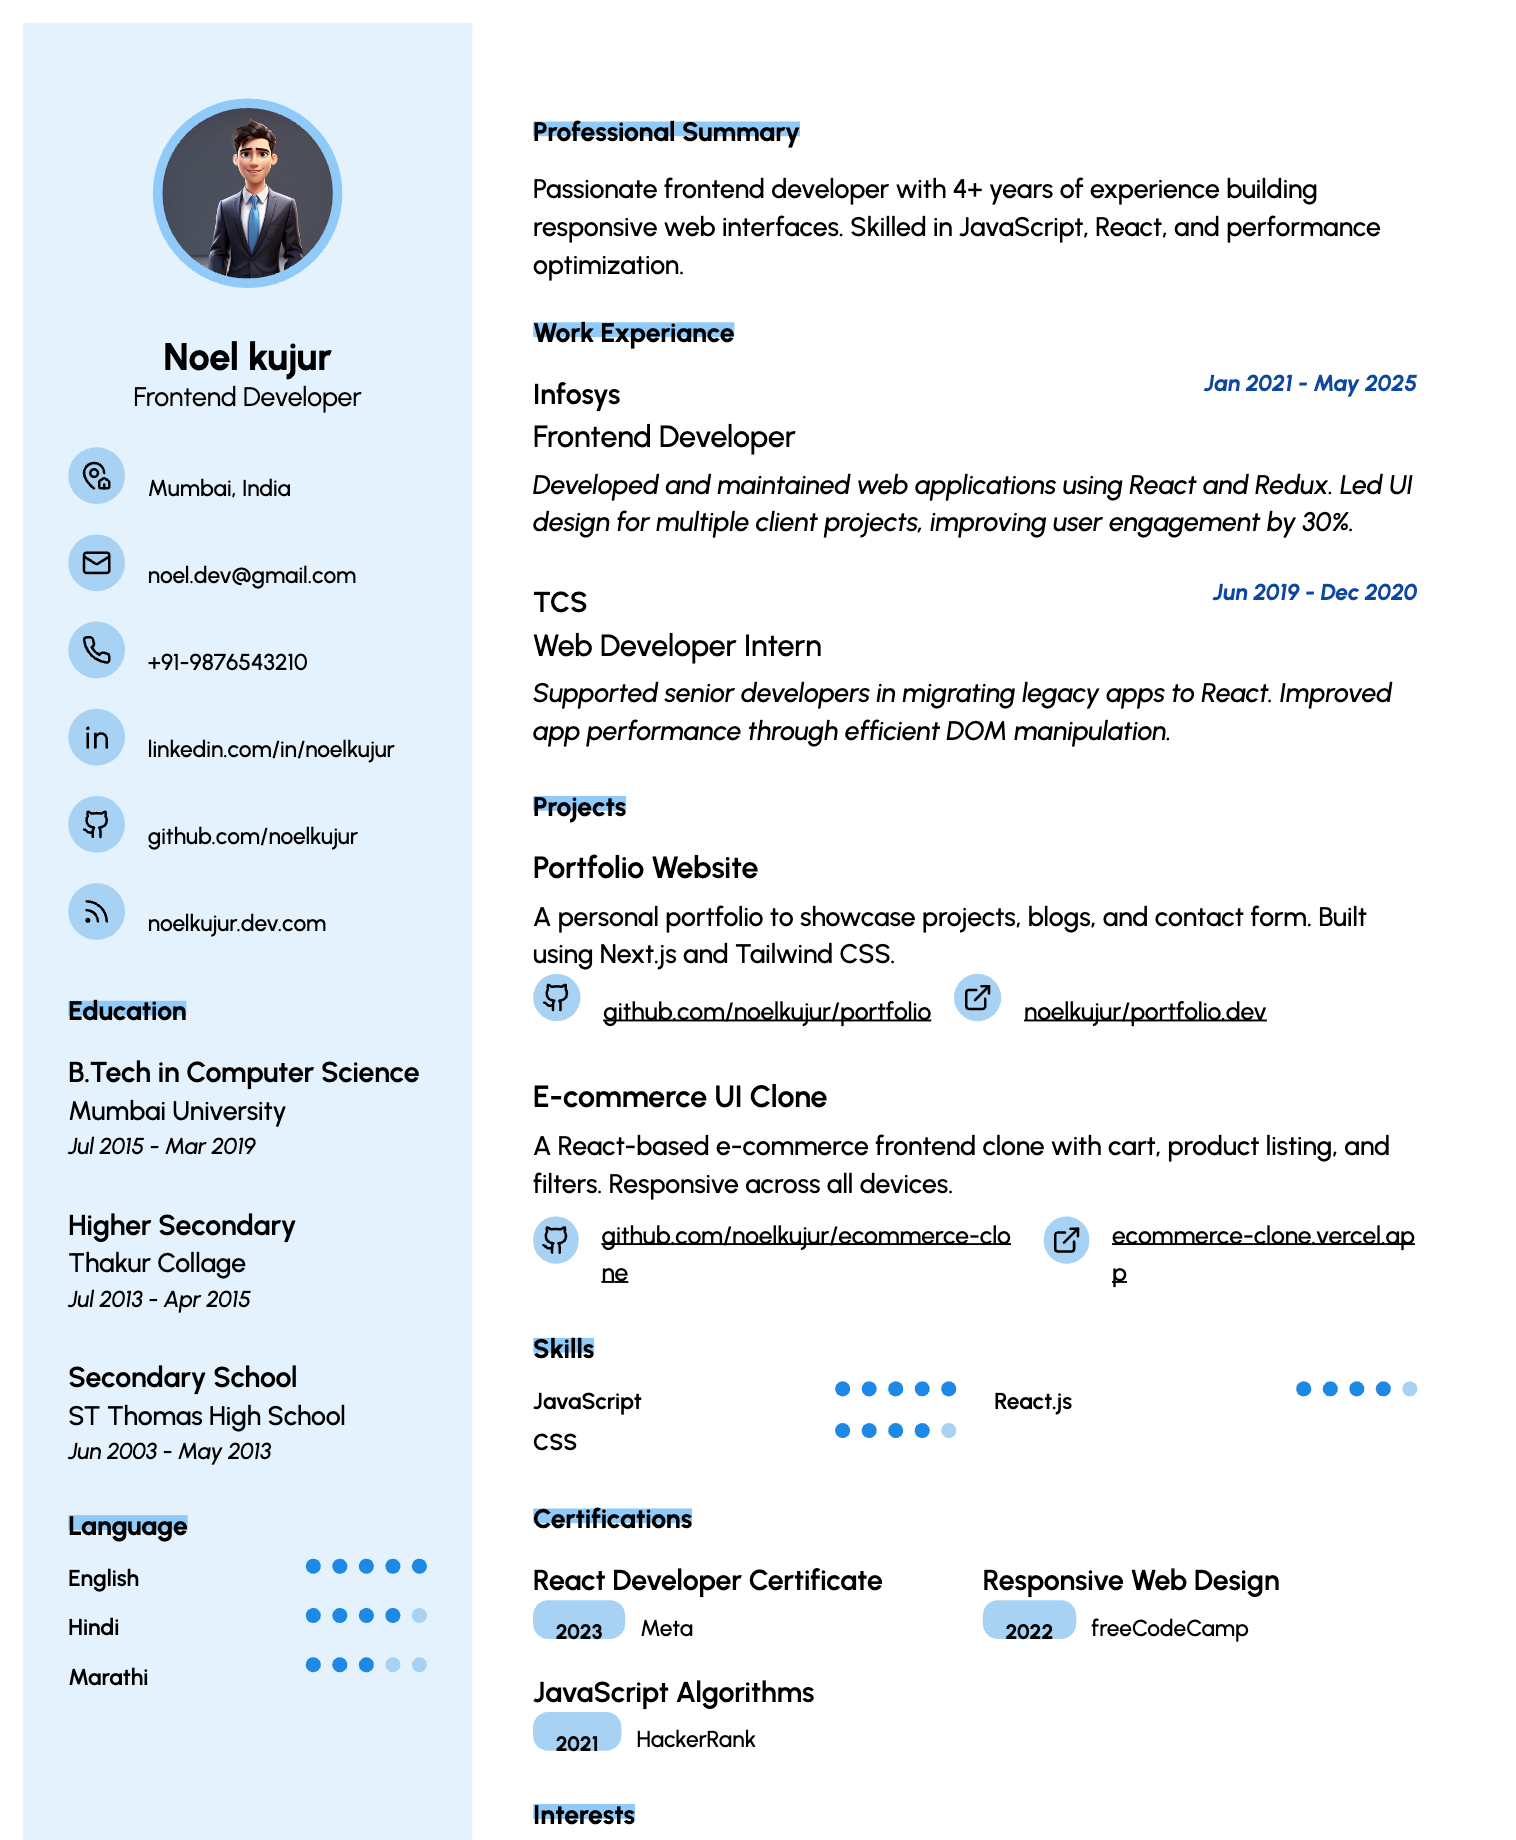 Noel kujur
Frontend Developer
Mumbai, India
noel.dev@gmail.com
+91-9876543210
in
linkedin.com/in/noelkujur
github.com/noelkujur
noelkujur.dev.com
Education
B.Tech in Computer Science
Mumbai University
Jul 2015 - Mar 2019
Higher Secondary
Thakur Collage
Jul 2013 - Apr 2015
Secondary School
ST Thomas High School
Jun 2003 - May 2013
Language
English
Hindi
Marathi
Professional Summary
Passionate frontend developer with 4+ years of experience building
responsive web interfaces. Skilled in JavaScript, React, and performance
optimization.
Work Experiance
Infosys
Jan 2021 - May 2025
Frontend Developer
Developed and maintained web applications using React and Redux. Led UI
design for multiple client projects, improving user engagement by 30%.
TCS
Jun 2019 - Dec 2020
Web Developer Intern
Supported senior developers in migrating legacy apps to React. Improved
app performance through efficient DOM manipulation.
Projects
Portfolio Website
A personal portfolio to showcase projects, blogs, and contact form. Built
using Next.js and Tailwind CSS.
github.com/noelkujur/portfolio
noelkujur/portfolio.dev
E-commerce UI Clone
A React-based e-commerce frontend clone with cart, product listing, and
filters. Responsive across all devices.
github.com/noelkujur/ecommerce-clo
ne
ecommerce-clone.vercel.ap
p
Skills
JavaScript
React.js
CSS
Certifications
React Developer Certificate
2023 Meta
Responsive Web Design
2022 freeCodeCamp
JavaScript Algorithms
2021 HackerRank
Interests